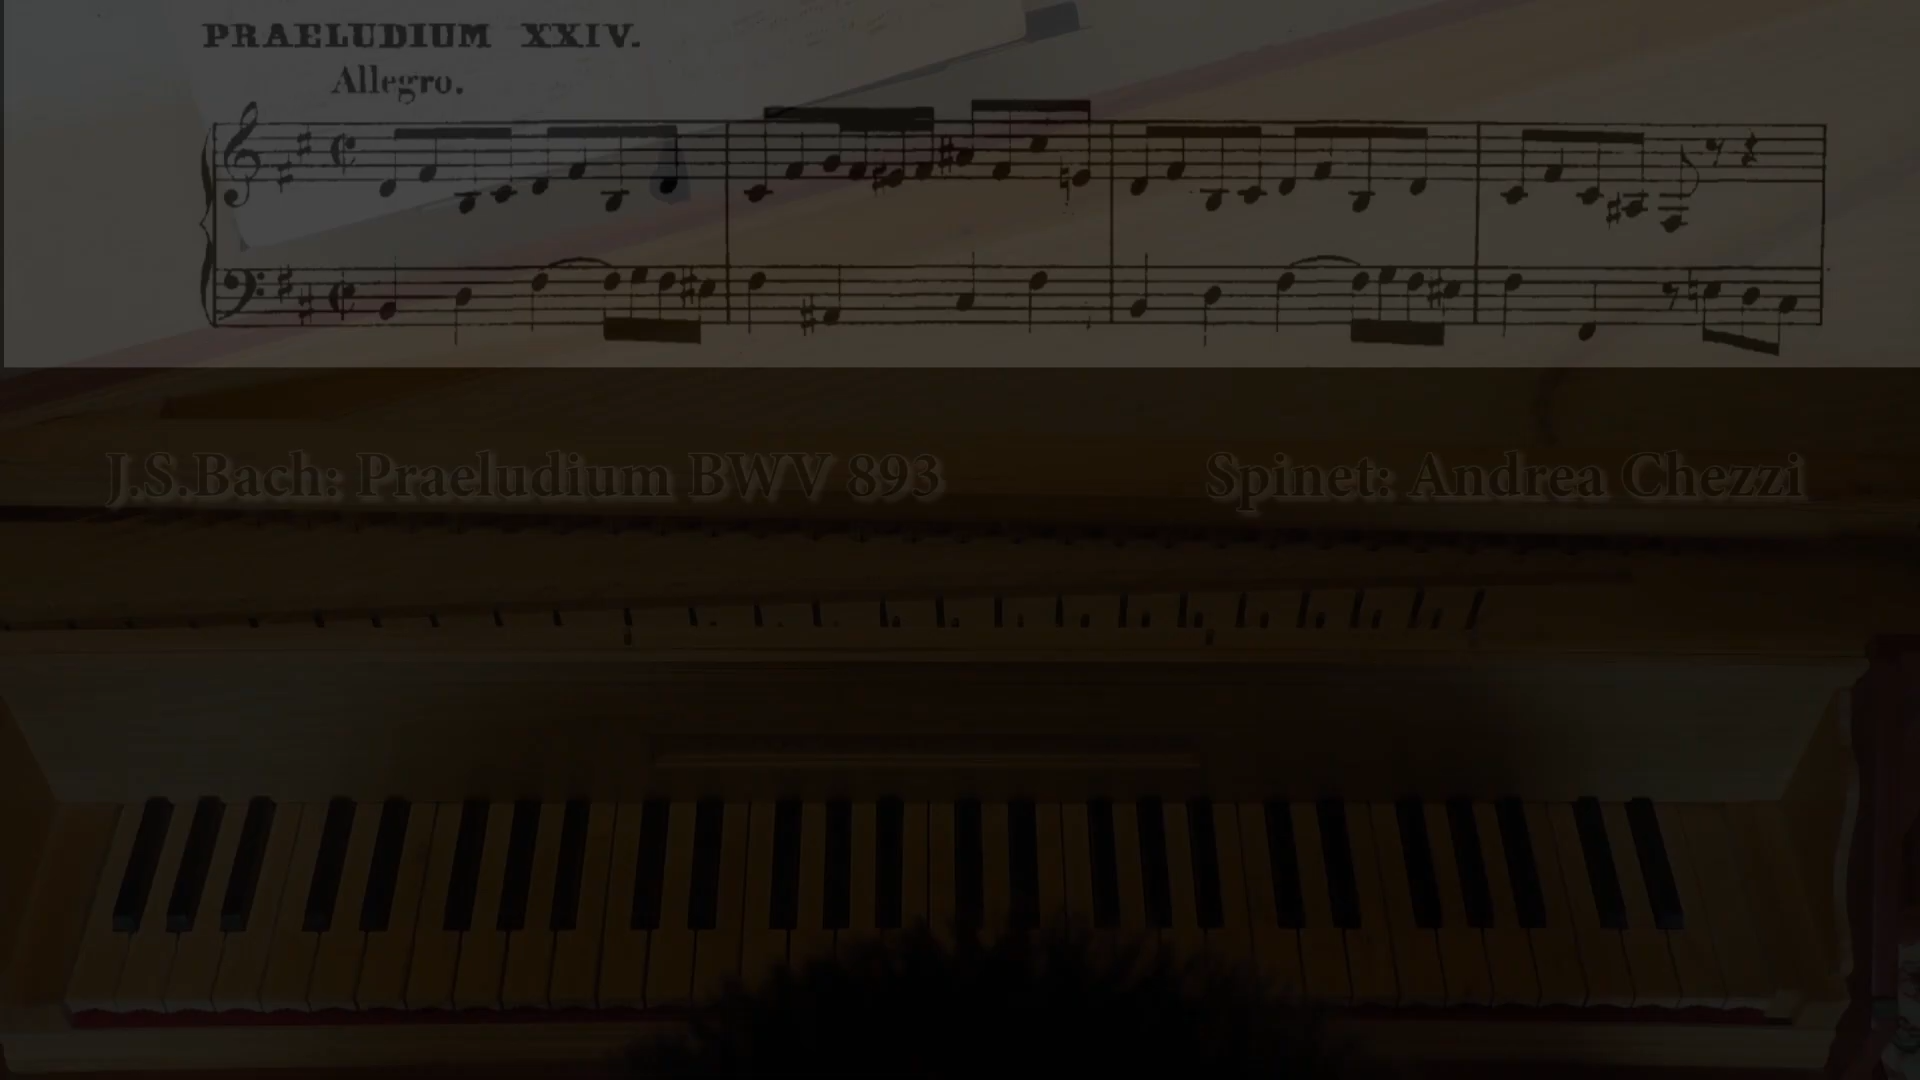 PRAELUDIUM XXIV.
Allegro.
J.S.Bach: Praeludium BWV 893
Spinet: Andrea Chezzi